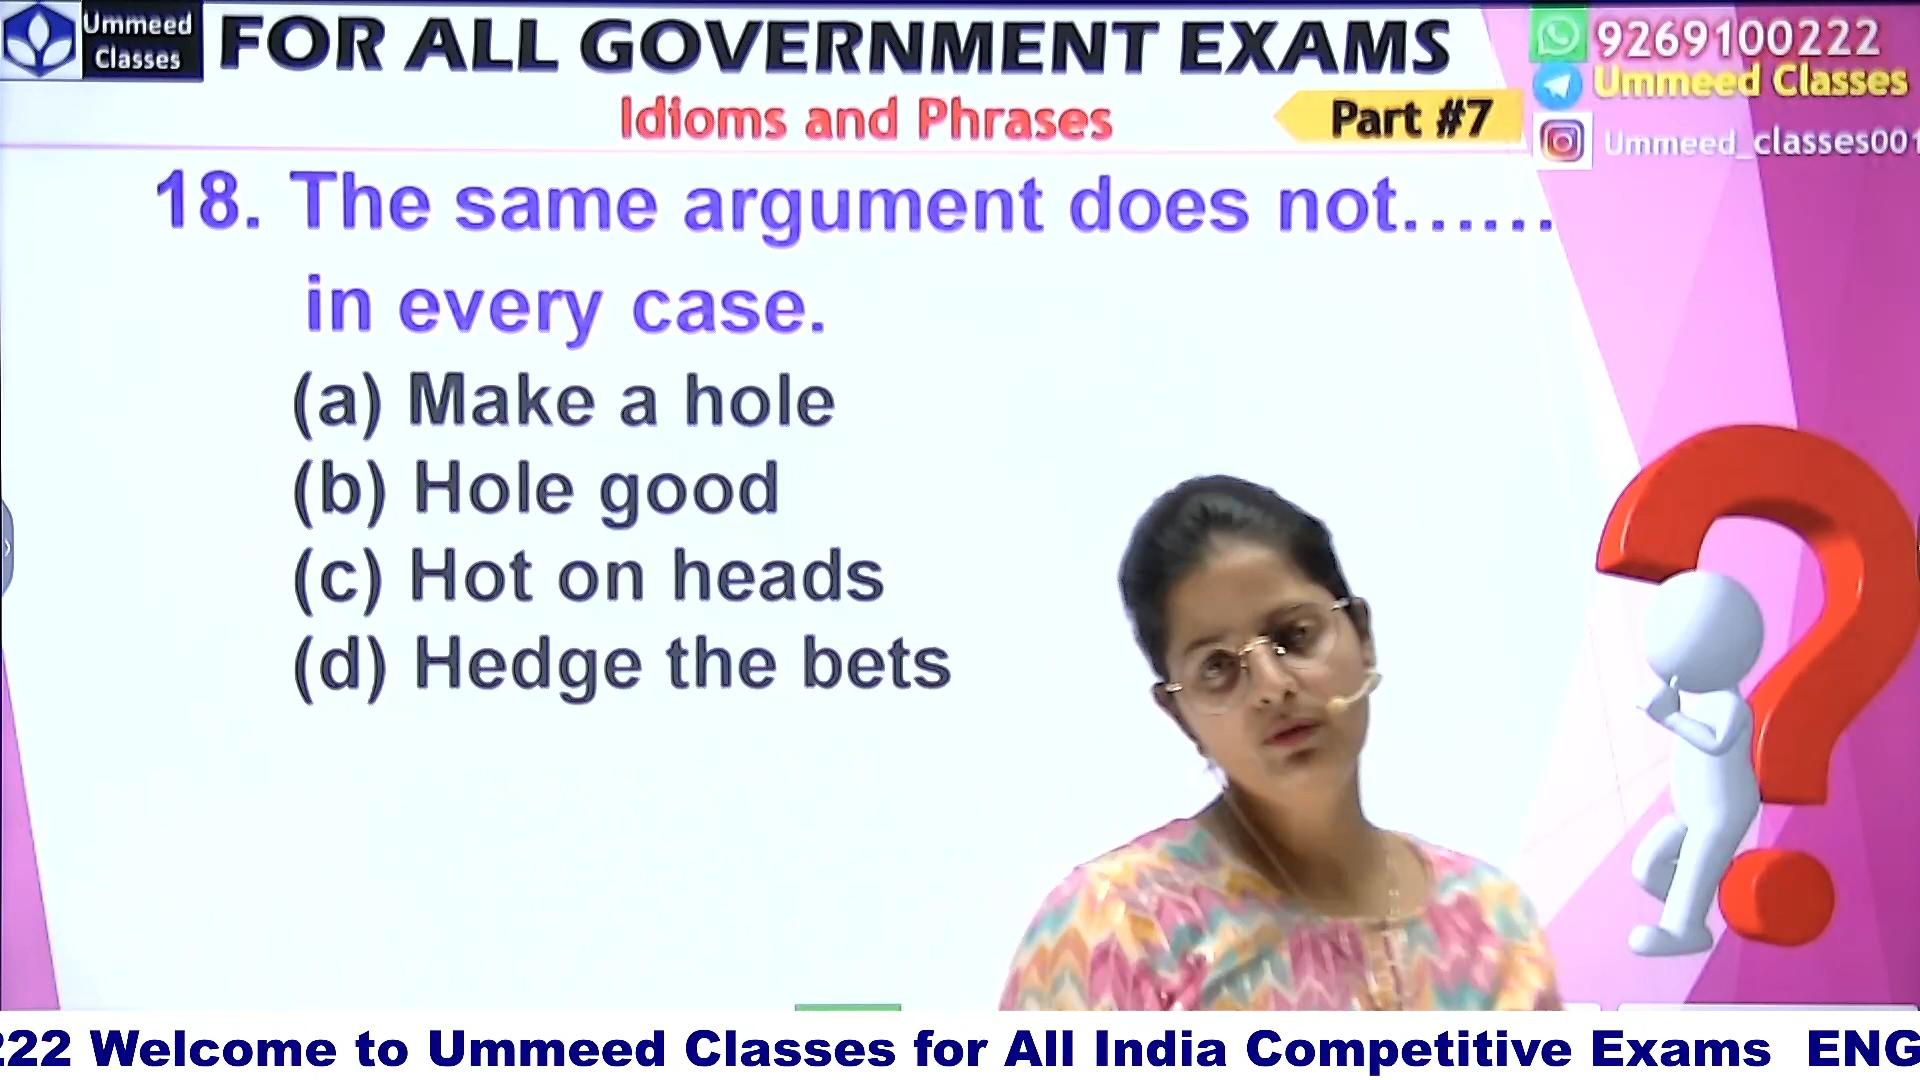 Ummeed
Classes
FOR ALL GOVERNMENT EXAMS
9269100222
Ummeed Classes
Idioms and Phrases
Part #7
Ummeed_classes001
18. The same argument does not......
in every case.
(a) Make a hole
(b) Hole good
(c) Hot on heads
(d) Hedge the bets
222 Welcome to Ummeed Classes for All India Competitive Exams ENG